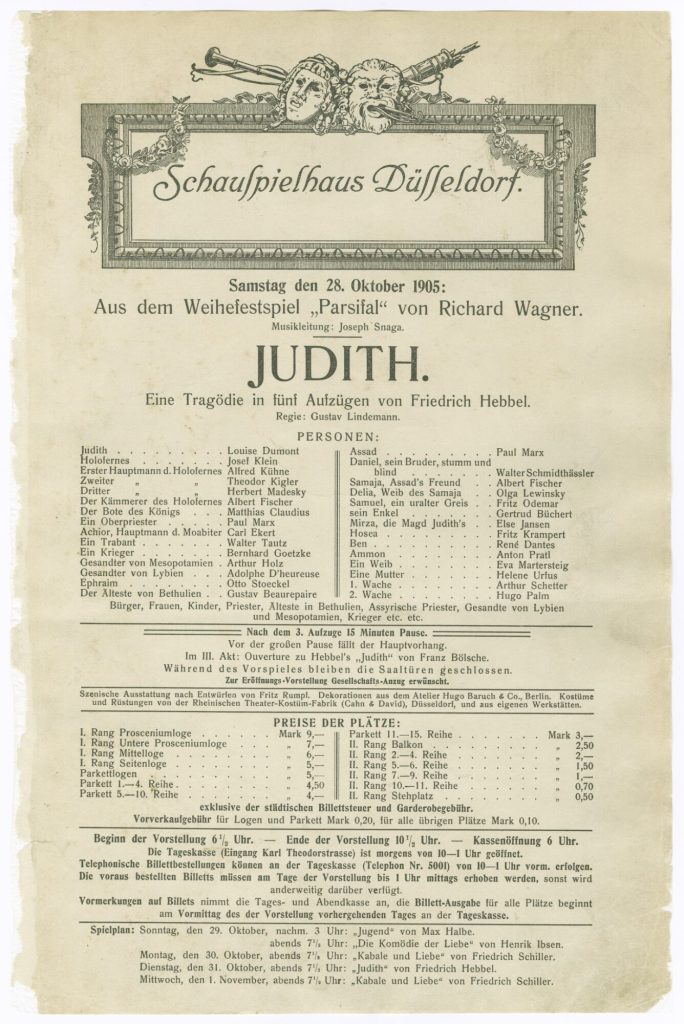 Schauſpielhaus Düſſeldorf.
Samstag den 28. Oktober 1905:
Aus dem Weihefestspiel „Parsifal“ von Richard Wagner.
Musikleitung: Joseph Snaga.
JUDITH.
Eine Tragödie in fünf Aufzügen von Friedrich Hebbel.
Regie: Gustav Lindemann.
PERSONEN:
Judith . . . . . . . . Louise Dumont
Holofernes . . . . . . . Josef Klein
Erster Hauptmann d. Holofernes Alfred Kühne
Zweiter „ „ Theodor Kigler
Dritter „ „ Herbert Madesky
Der Kämmerer des Holofernes Albert Fischer
Der Bote des Königs . . . Matthias Claudius
Ein Oberpriester . . . . . Paul Marx
Achior, Hauptmann d. Moabiter Carl Ekert
Ein Trabant . . . . . . Walter Tautz
Ein Krieger . . . . . . Bernhard Goetzke
Gesandter von Mesopotamien . Arthur Holz
Gesandter von Lybien . . . Adolphe D'heureuse
Ephraim . . . . . . . Otto Stoeckel
Der Älteste von Bethulien . . Gustav Beaurepaire
Assad . . . . . . . . . Paul Marx
Daniel, sein Bruder, stumm und
blind . . . . . . . . Walter Schmidthässler
Samaja, Assad's Freund . . Albert Fischer
Delia, Weib des Samaja . . Olga Lewinsky
Samuel, ein uralter Greis . . Fritz Odemar
sein Enkel . . . . . . . Gertrud Büchert
Mirza, die Magd Judith's . . Else Jansen
Hosea . . . . . . . . . Fritz Krampert
Ben . . . . . . . . . . René Dantes
Ammon . . . . . . . . Anton Pratl
Ein Weib . . . . . . . Eva Martersteig
Eine Mutter . . . . . . . Helene Urfus
1. Wache . . . . . . . . Arthur Schetter
2. Wache . . . . . . . . Hugo Palm
Bürger, Frauen, Kinder, Priester, Älteste in Bethulien, Assyrische Priester, Gesandte von Lybien
und Mesopotamien, Krieger etc. etc.
Nach dem 3. Aufzuge 15 Minuten Pause.
Vor der großen Pause fällt der Hauptvorhang.
Im III. Akt: Ouverture zu Hebbel's „Judith“ von Franz Bölsche.
Während des Vorspieles bleiben die Saaltüren geschlossen.
Zur Eröffnungs-Vorstellung Gesellschafts-Anzug erwünscht.
Szenische Ausstattung nach Entwürfen von Fritz Rumpf. Dekorationen aus dem Atelier Hugo Baruch & Co., Berlin. Kostüme
und Rüstungen von der Rheinischen Theater-Kostüm-Fabrik (Cahn & David), Düsseldorf, und aus eigenen Werkstätten.
PREISE DER PLÄTZE:
I. Rang Prosceniumloge . . . . Mark 9,—
I. Rang Untere Prosceniumloge . . . „ 7,—
I. Rang Mittelloge . . . . . „ 6,—
I. Rang Seitenloge . . . . . „ 5,—
Parkettlogen . . . . . . „ 5,—
Parkett 1.—4. Reihe . . . . . „ 4,50
Parkett 5.—10. Reihe . . . . . „ 4,—
Parkett 11.—15. Reihe . . . . Mark 3,—
II. Rang Balkon . . . . . „ 2,50
II. Rang 2.—4. Reihe . . . . „ 2,—
II. Rang 5.—6. Reihe . . . . „ 1,50
II. Rang 7.—9. Reihe . . . . „ 1,—
II. Rang 10.—11. Reihe . . . . „ 0,70
II. Rang Stehplatz . . . . . „ 0,50
exklusive der städtischen Billettsteuer und Garderobegebühr.
Vorverkaufgebühr für Logen und Parkett Mark 0,20, für alle übrigen Plätze Mark 0,10.
Beginn der Vorstellung 6 1/2 Uhr. — Ende der Vorstellung 10 1/2 Uhr. — Kassenöffnung 6 Uhr.
Die Tageskasse (Eingang Karl Theodorstrasse) ist morgens von 10—1 Uhr geöffnet.
Telephonische Billettbestellungen können an der Tageskasse (Telephon Nr. 5001) von 10—1 Uhr vorm. erfolgen.
Die voraus bestellten Billetts müssen am Tage der Vorstellung bis 1 Uhr mittags erhoben werden, sonst wird
anderweitig darüber verfügt.
Vormerkungen auf Billets nimmt die Tages- und Abendkasse an, die Billett-Ausgabe für alle Plätze beginnt
am Vormittag des der Vorstellung vorhergehenden Tages an der Tageskasse.
Spielplan: Sonntag, den 29. Oktober, nachm. 3 Uhr: „Jugend“ von Max Halbe.
abends 7 1/2 Uhr: „Die Komödie der Liebe“ von Henrik Ibsen.
Montag, den 30. Oktober, abends 7 1/2 Uhr: „Kabale und Liebe“ von Friedrich Schiller.
Dienstag, den 31. Oktober, abends 7 1/2 Uhr: „Judith“ von Friedrich Hebbel.
Mittwoch, den 1. November, abends 7 1/2 Uhr: „Kabale und Liebe“ von Friedrich Schiller.